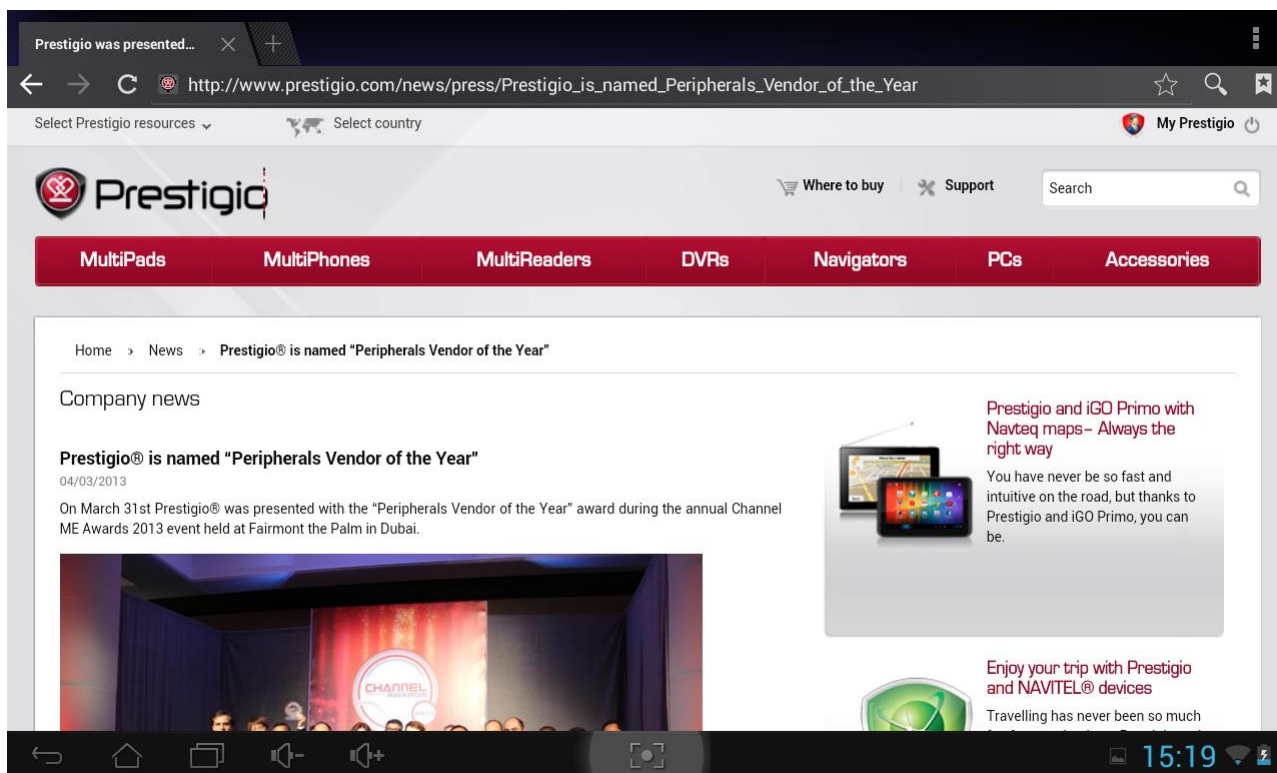 Prestigio was presented...
http://www.prestigio.com/news/press/Prestigio_is_named_Peripherals_Vendor_of_the_Year
Select Prestigio resources
Select country
My Prestigio
Prestigio
Where to buy
Support
Search
MultiPads MultiPhones MultiReaders DVRs Navigators PCs Accessories
Home › News › Prestigio® is named “Peripherals Vendor of the Year”
Company news
Prestigio® is named “Peripherals Vendor of the Year”
04/03/2013
On March 31st Prestigio® was presented with the “Peripherals Vendor of the Year” award during the annual Channel
ME Awards 2013 event held at Fairmont the Palm in Dubai.
CHANNEL
AWARDS
Prestigio and iGO Primo with
Navteq maps– Always the
right way
You have never be so fast and
intuitive on the road, but thanks to
Prestigio and iGO Primo, you can
be.
Enjoy your trip with Prestigio
and NAVITEL® devices
Travelling has never been so much
15:19